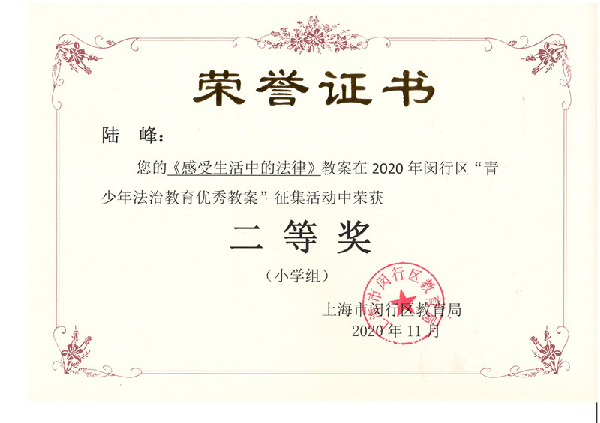 荣誉证书
陆 峰：
您的《感受生活中的法律》教案在 2020 年闵行区“青
少年法治教育优秀教案”征集活动中荣获
二等奖
（小学组）
上海市闵行区教育局
2020 年 11 月
上海市闵行区教育局